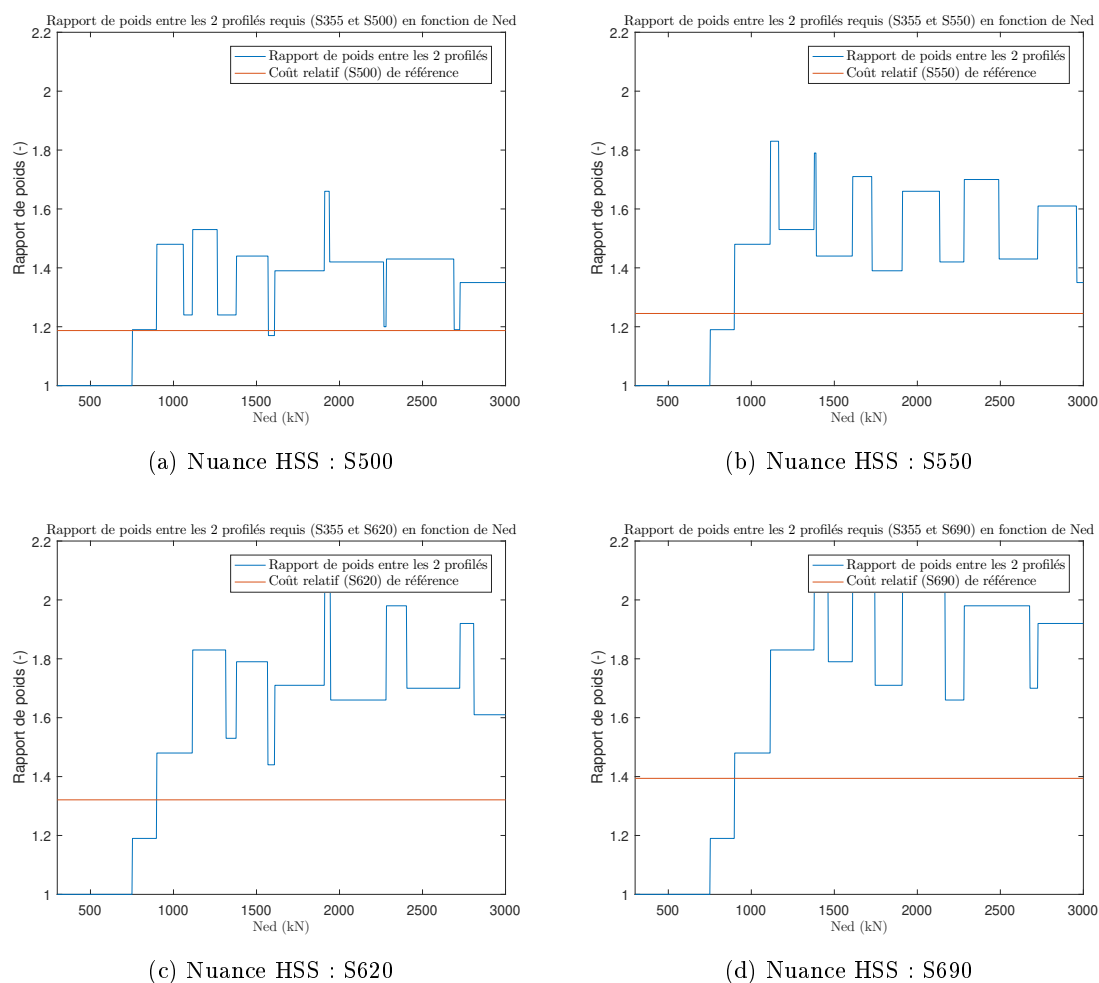 Rapport de poids entre les 2 profilés requis (S355 et S500) en fonction de Ned
2.2
2
1.8
1.6
1.4
1.2
1
Rapport de poids (-)
Rapport de poids entre les 2 profilés
Coût relatif (S500) de référence
500 1000 1500 2000 2500 3000
Ned (kN)
(a) Nuance HSS : S500
Rapport de poids entre les 2 profilés requis (S355 et S550) en fonction de Ned
2.2
2
1.8
1.6
1.4
1.2
1
Rapport de poids (-)
Rapport de poids entre les 2 profilés
Coût relatif (S550) de référence
500 1000 1500 2000 2500 3000
Ned (kN)
(b) Nuance HSS : S550
Rapport de poids entre les 2 profilés requis (S355 et S620) en fonction de Ned
2.2
2
1.8
1.6
1.4
1.2
1
Rapport de poids (-)
Rapport de poids entre les 2 profilés
Coût relatif (S620) de référence
500 1000 1500 2000 2500 3000
Ned (kN)
(c) Nuance HSS : S620
Rapport de poids entre les 2 profilés requis (S355 et S690) en fonction de Ned
2.2
2
1.8
1.6
1.4
1.2
1
Rapport de poids (-)
Rapport de poids entre les 2 profilés
Coût relatif (S690) de référence
500 1000 1500 2000 2500 3000
Ned (kN)
(d) Nuance HSS : S690